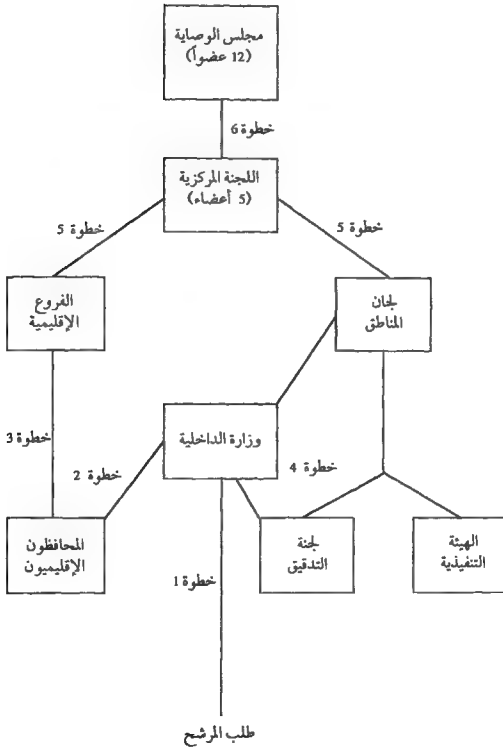 مجلس الوصاية
(12 عضواً)
خطوة 6
اللجنة المركزية
(5 أعضاء)
خطوة 5
خطوة 5
الفروع
الإقليمية
لجان
المناطق
وزارة الداخلية
خطوة 3
خطوة 2
خطوة 4
المحافظون
الإقليميون
لجنة
التدقيق
الهيئة
التنفيذية
خطوة 1
طلب المرشح